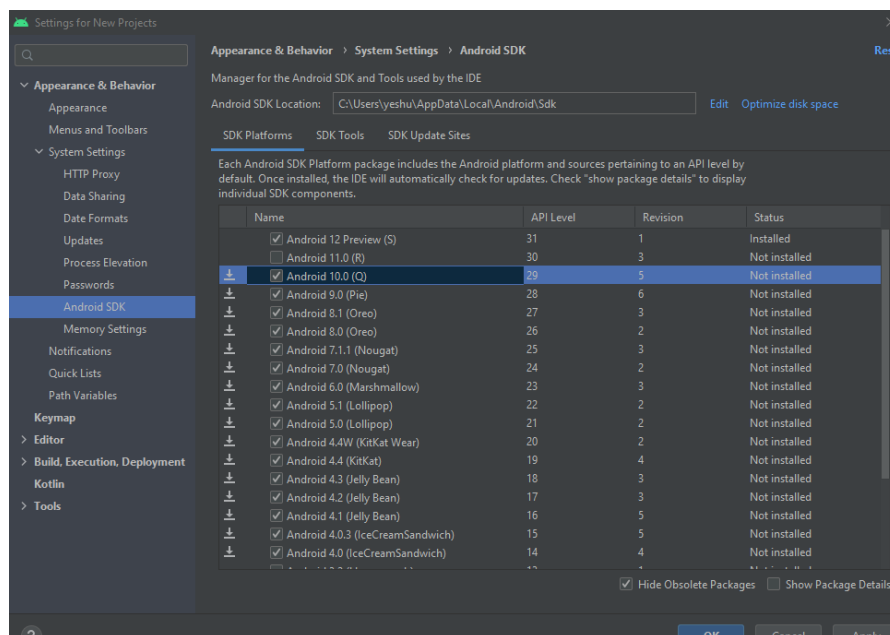 Settings for New Projects
Appearance & Behavior › System Settings › Android SDK
Manager for the Android SDK and Tools used by the IDE
Android SDK Location: C:\Users\yeshu\AppData\Local\Android\Sdk Edit Optimize disk space
SDK Platforms SDK Tools SDK Update Sites
Each Android SDK Platform package includes the Android platform and sources pertaining to an API level by
default. Once installed, the IDE will automatically check for updates. Check "show package details" to display
individual SDK components.
Name API Level Revision Status
Android 12 Preview (S) 31 1 Installed
Android 11.0 (R) 30 3 Not installed
Android 10.0 (Q) 29 5 Not installed
Android 9.0 (Pie) 28 6 Not installed
Android 8.1 (Oreo) 27 3 Not installed
Android 8.0 (Oreo) 26 2 Not installed
Android 7.1.1 (Nougat) 25 3 Not installed
Android 7.0 (Nougat) 24 2 Not installed
Android 6.0 (Marshmallow) 23 3 Not installed
Android 5.1 (Lollipop) 22 2 Not installed
Android 5.0 (Lollipop) 21 2 Not installed
Android 4.4W (KitKat Wear) 20 2 Not installed
Android 4.4 (KitKat) 19 4 Not installed
Android 4.3 (Jelly Bean) 18 3 Not installed
Android 4.2 (Jelly Bean) 17 3 Not installed
Android 4.1 (Jelly Bean) 16 5 Not installed
Android 4.0.3 (IceCreamSandwich) 15 5 Not installed
Android 4.0 (IceCreamSandwich) 14 4 Not installed
Hide Obsolete Packages Show Package Details
Appearance & Behavior
Appearance
Menus and Toolbars
System Settings
HTTP Proxy
Data Sharing
Date Formats
Updates
Process Elevation
Passwords
Android SDK
Memory Settings
Notifications
Quick Lists
Path Variables
Keymap
Editor
Build, Execution, Deployment
Kotlin
Tools
? OK Cancel